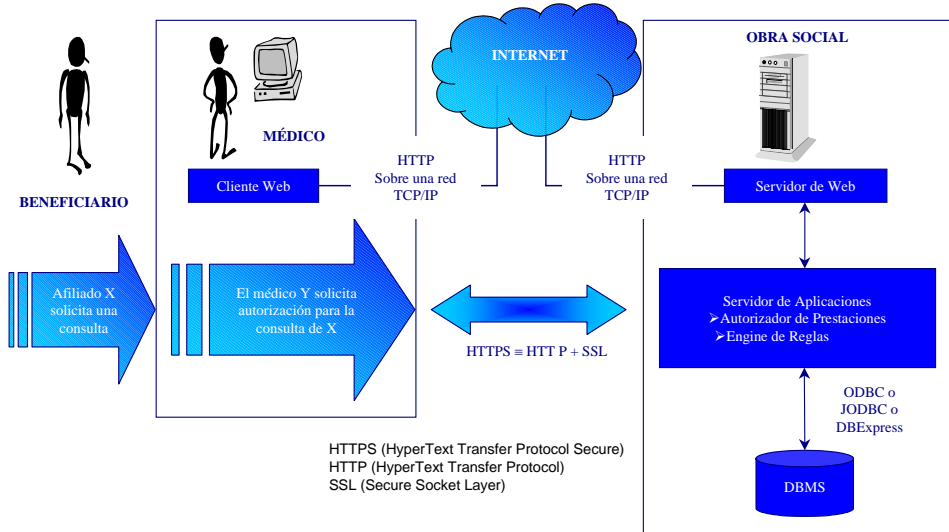 OBRA SOCIAL
INTERNET
MÉDICO
HTTP
Sobre una red
TCP/IP
HTTP
Sobre una red
TCP/IP
Cliente Web
Servidor de Web
BENEFICIARIO
Afiliado X
solicita una
consulta
El médico Y solicita
autorización para la
consulta de X
HTTPS ≡ HTT P + SSL
Servidor de Aplicaciones
➢Autorizador de Prestaciones
➢Engine de Reglas
ODBC o
JODBC o
DBExpress
DBMS
HTTPS (HyperText Transfer Protocol Secure)
HTTP (HyperText Transfer Protocol)
SSL (Secure Socket Layer)